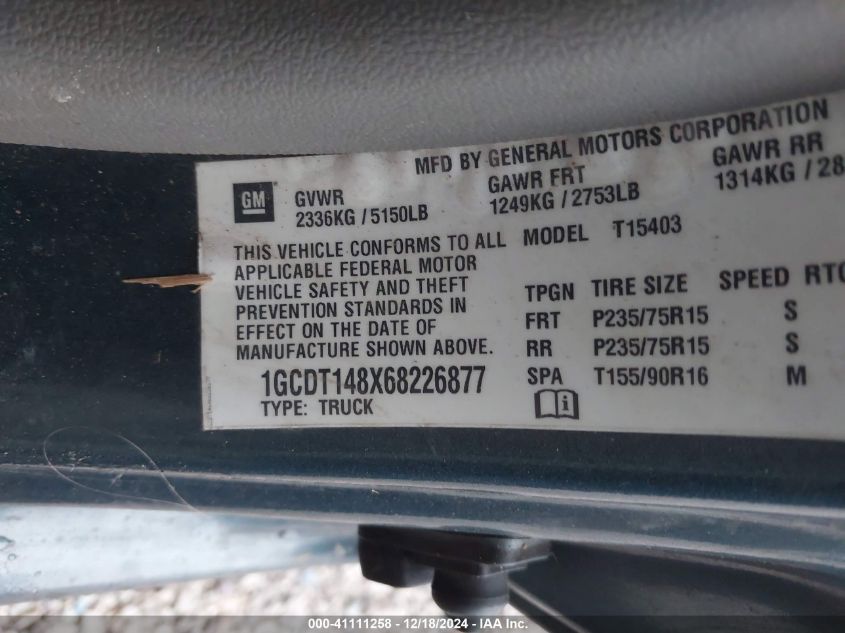 MFD BY GENERAL MOTORS CORPORATION
GM
GVWR
2336KG / 5150LB
GAWR FRT
1249KG / 2753LB
GAWR RR
1314KG / 28
THIS VEHICLE CONFORMS TO ALL
APPLICABLE FEDERAL MOTOR
VEHICLE SAFETY AND THEFT
PREVENTION STANDARDS IN
EFFECT ON THE DATE OF
MANUFACTURE SHOWN ABOVE.
1GCDT148X68226877
TYPE: TRUCK
MODEL T15403
TPGN TIRE SIZE SPEED RTG
FRT P235/75R15 S
RR P235/75R15 S
SPA T155/90R16 M
i
000-41111258 - 12/18/2024 - IAA Inc.